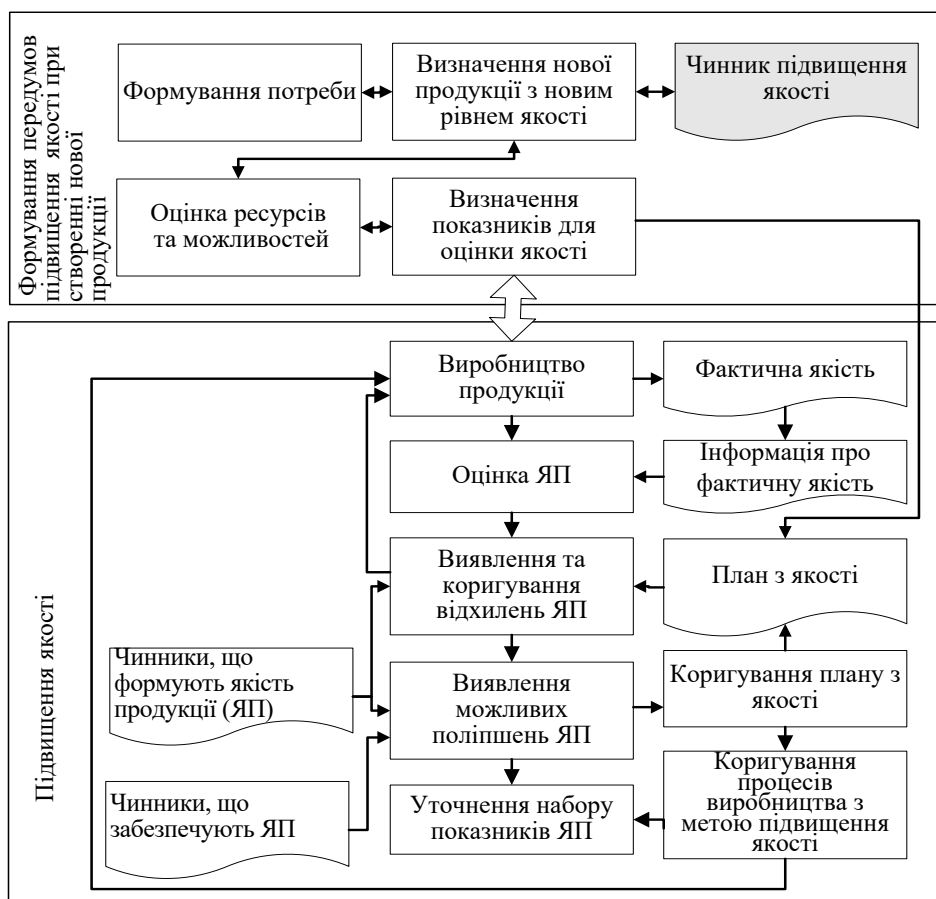 Формування передумов
підвищення якості при
створенні нової
продукції
Формування потреби
Визначення нової
продукції з новим
рівнем якості
Чинник підвищення
якості
Оцінка ресурсів
та можливостей
Визначення
показників для
оцінки якості
Підвищення якості
Виробництво
продукції
Фактична якість
Оцінка ЯП
Інформація про
фактичну якість
Виявлення та
коригування
відхилень ЯП
План з якості
Чинники, що
формують якість
продукції (ЯП)
Виявлення
можливих
поліпшень ЯП
Коригування плану з
якості
Чинники, що
забезпечують ЯП
Уточнення набору
показників ЯП
Коригування
процесів
виробництва з
метою підвищення
якості